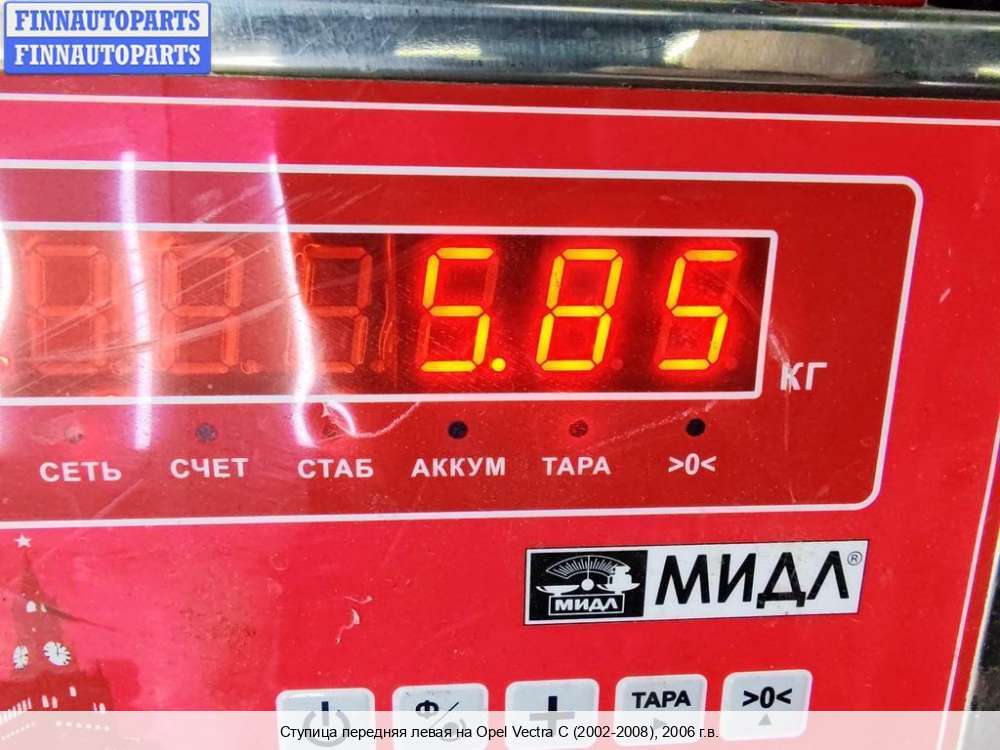 FINNAUTOPARTS
FINNAUTOPARTS
5.85
КГ
СЕТЬ СЧЕТ СТАБ АККУМ ТАРА >0<
МИДЛ МИДЛ®
Ф/ + ТАРА >0<
Ступица передняя левая на Opel Vectra C (2002-2008), 2006 г.в.